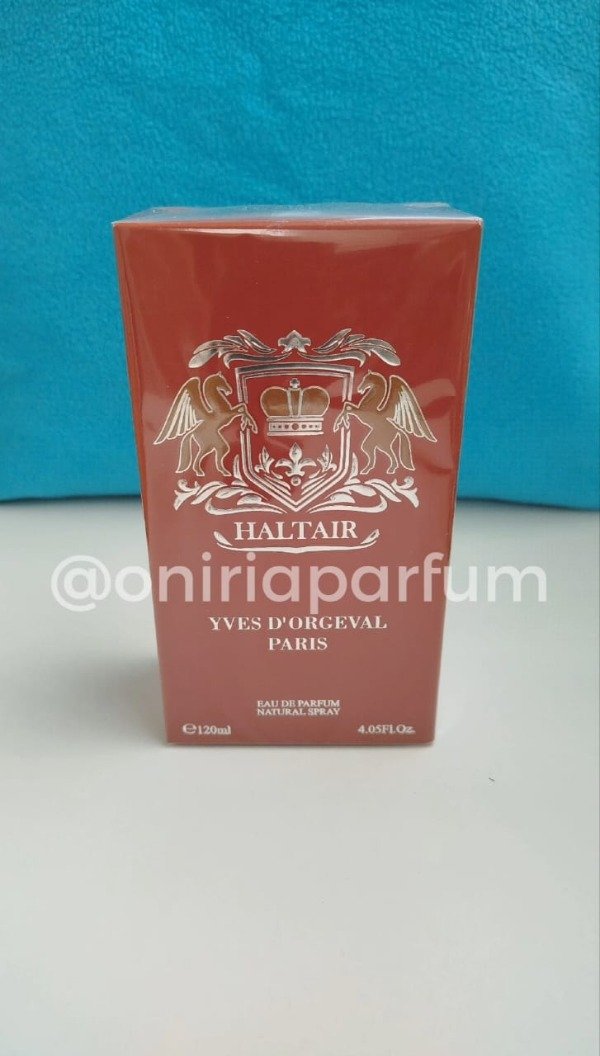 HALTAIR
@oniriaparfum
YVES D'ORGEVAL
PARIS
EAU DE PARFUM
NATURAL SPRAY
℮120ml 4.05Fl.Oz.